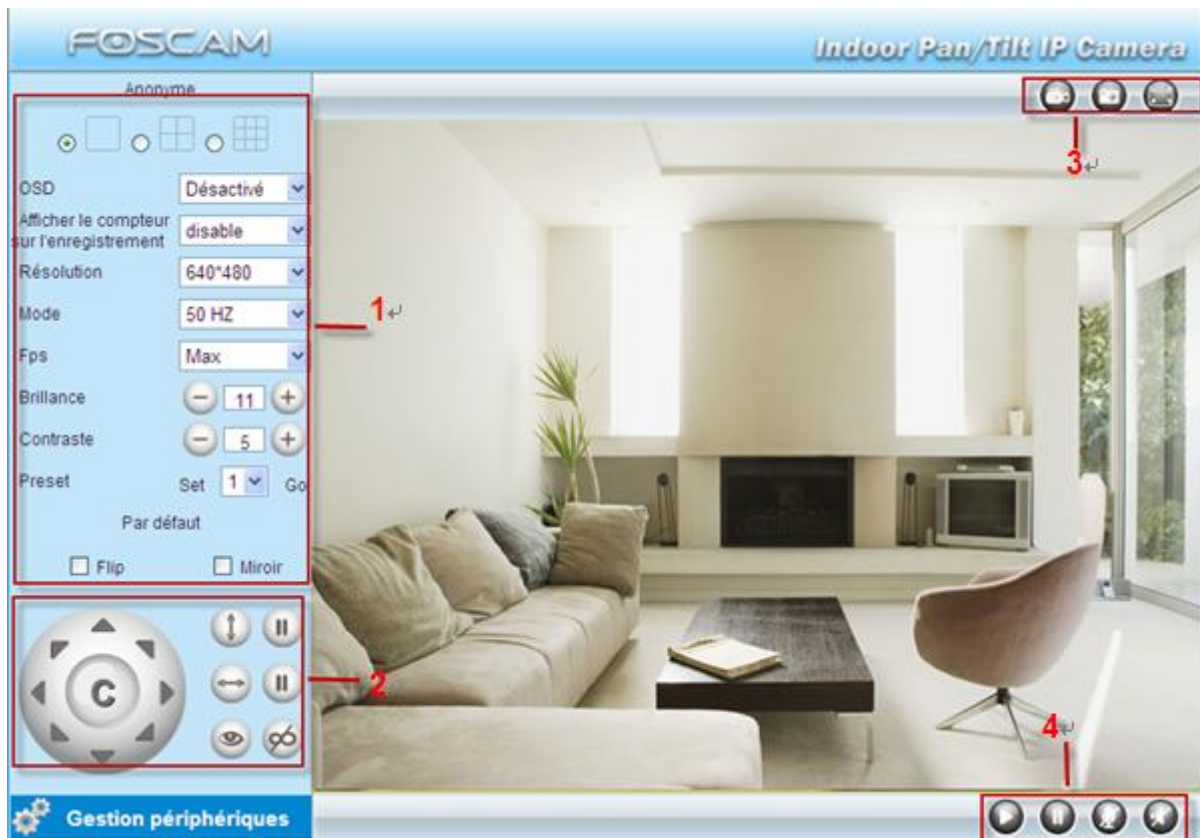 FOSCAM
Indoor Pan/Tilt IP Camera
Anonyme
OSD Désactivé
Afficher le compteur
sur l'enregistrement disable
Résolution 640*480
Mode 50 HZ
Fps Max
Brillance 11
Contraste 5
Preset Set 1 Go
Par défaut
Flip Miroir
C
Gestion périphériques
1
2
3
4